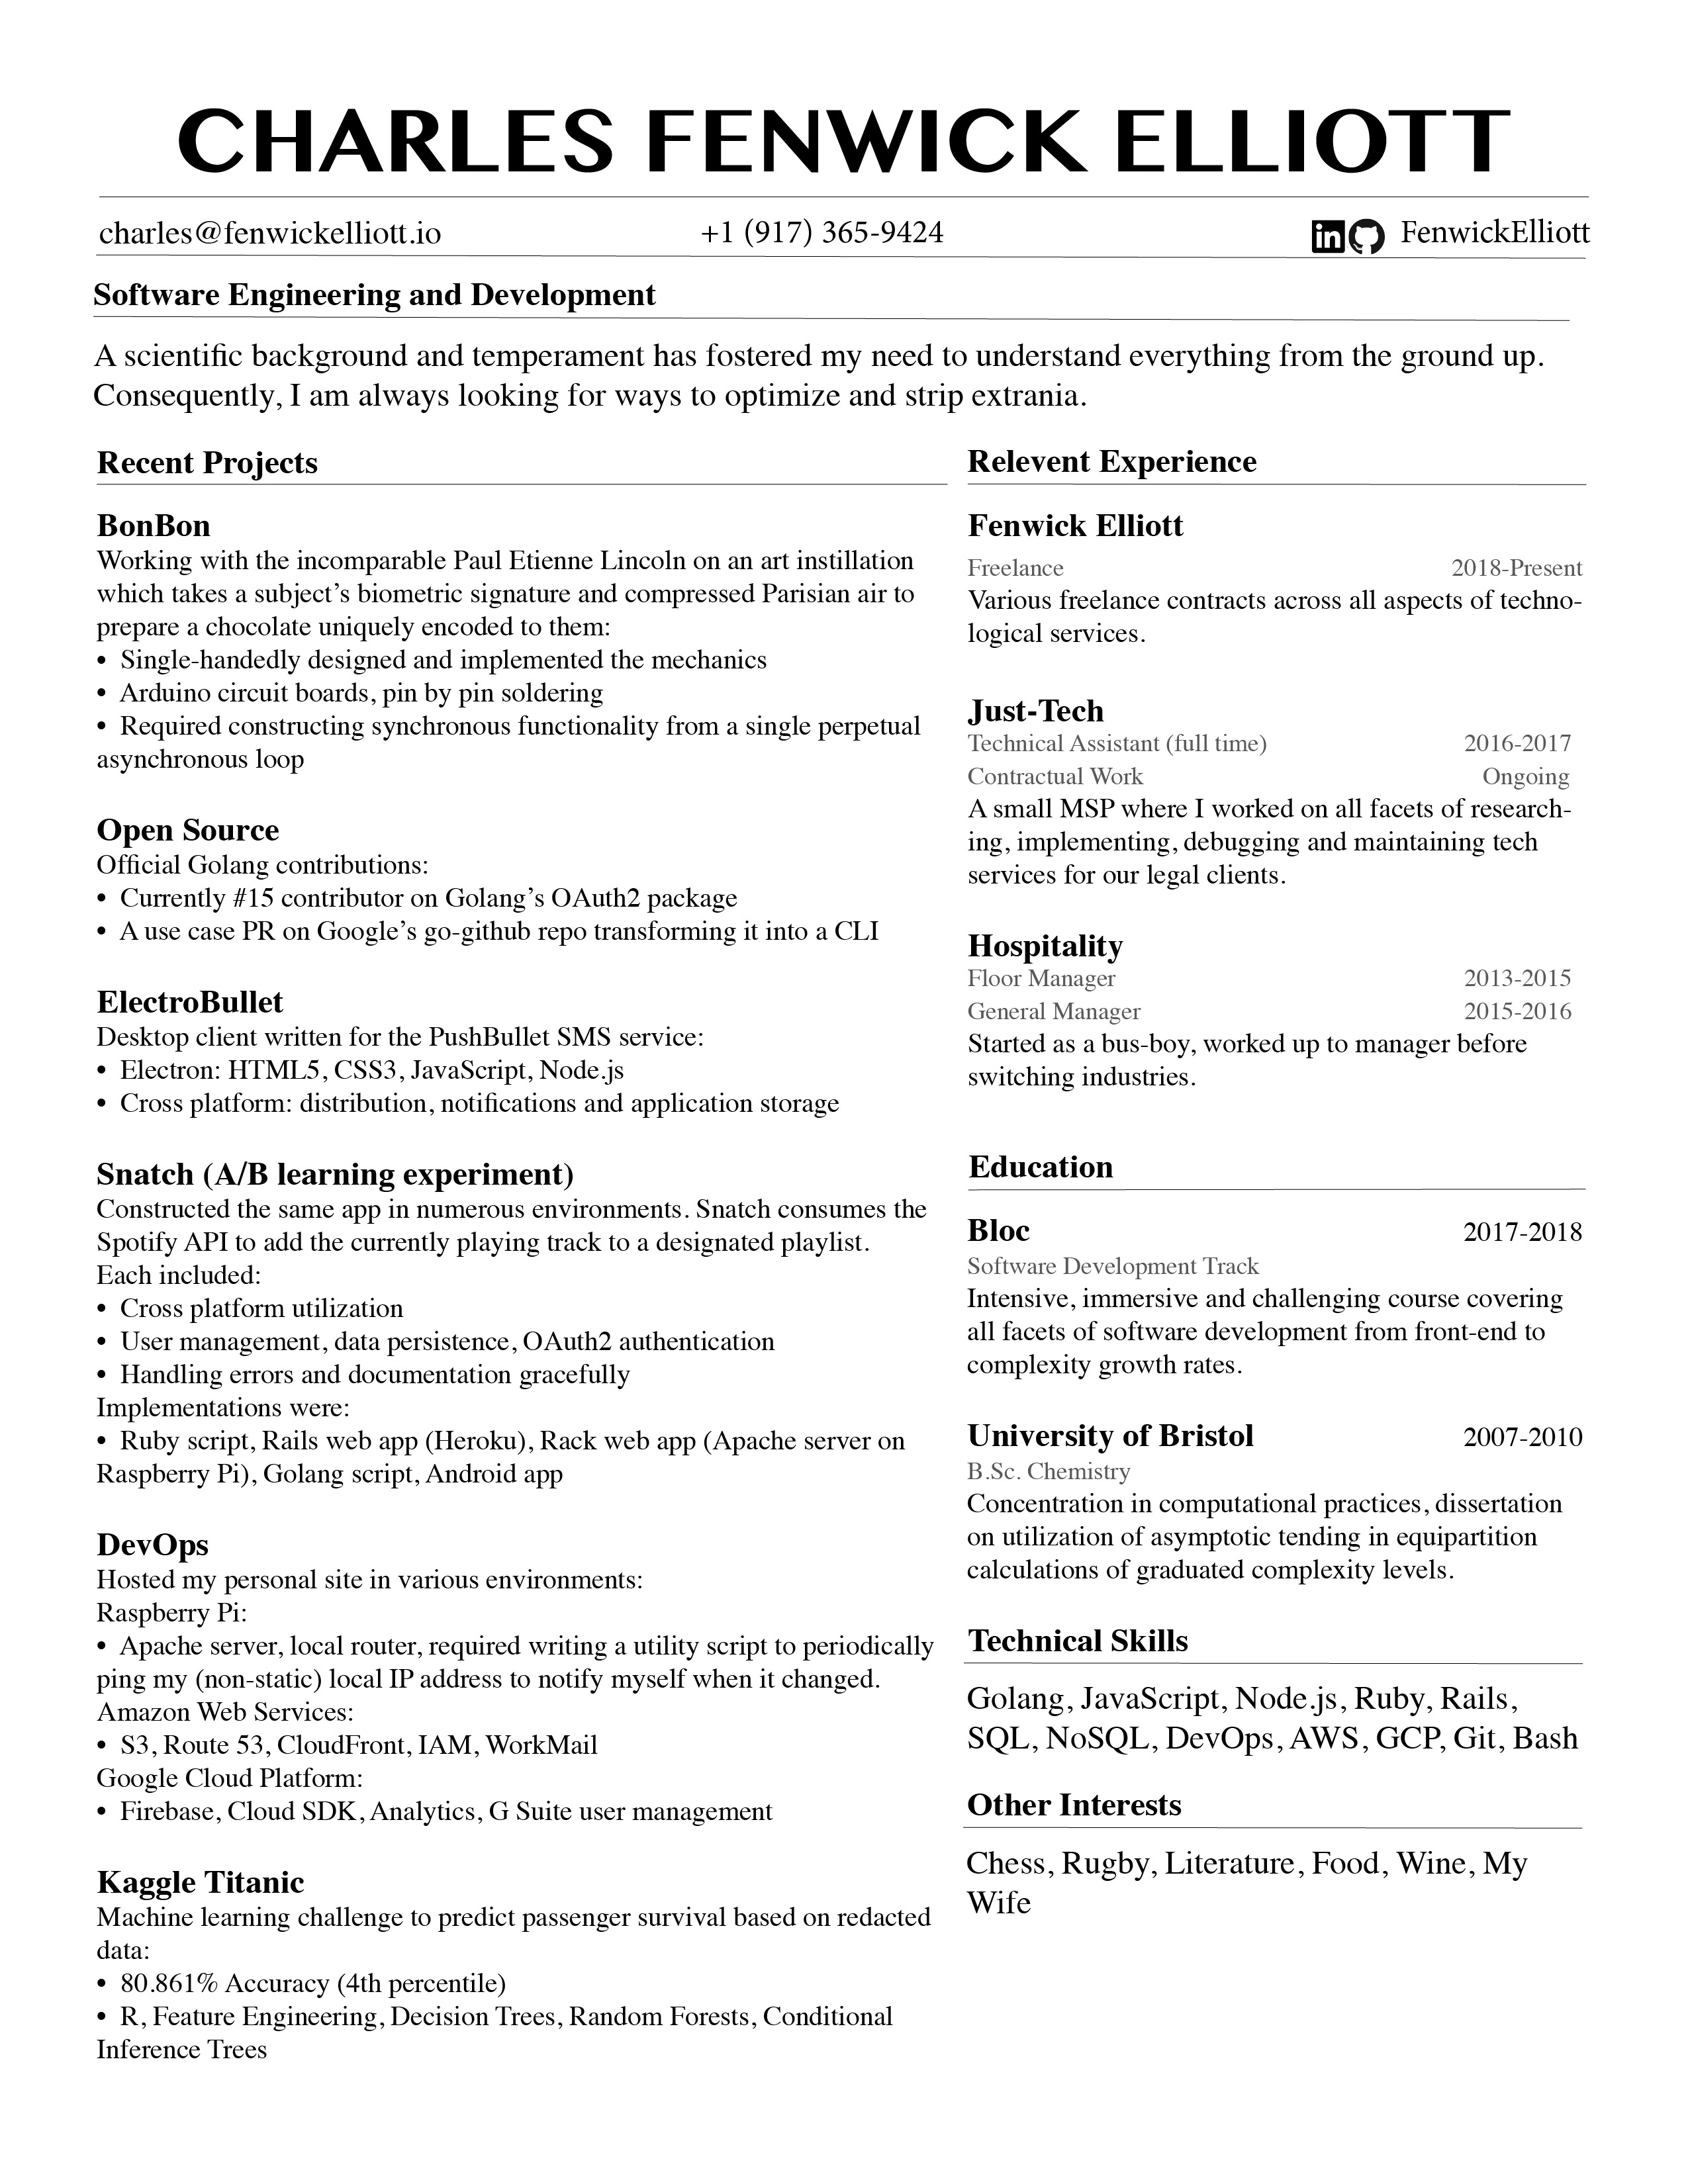 CHARLES FENWICK ELLIOTT
charles@fenwickelliott.io
+1 (917) 365-9424
in FenwickElliott
Software Engineering and Development
A scientific background and temperament has fostered my need to understand everything from the ground up.
Consequently, I am always looking for ways to optimize and strip extrania.
Recent Projects
BonBon
Working with the incomparable Paul Etienne Lincoln on an art instillation
which takes a subject’s biometric signature and compressed Parisian air to
prepare a chocolate uniquely encoded to them:
• Single-handedly designed and implemented the mechanics
• Arduino circuit boards, pin by pin soldering
• Required constructing synchronous functionality from a single perpetual
asynchronous loop
Open Source
Official Golang contributions:
• Currently #15 contributor on Golang’s OAuth2 package
• A use case PR on Google’s go-github repo transforming it into a CLI
ElectroBullet
Desktop client written for the PushBullet SMS service:
• Electron: HTML5, CSS3, JavaScript, Node.js
• Cross platform: distribution, notifications and application storage
Snatch (A/B learning experiment)
Constructed the same app in numerous environments. Snatch consumes the
Spotify API to add the currently playing track to a designated playlist.
Each included:
• Cross platform utilization
• User management, data persistence, OAuth2 authentication
• Handling errors and documentation gracefully
Implementations were:
• Ruby script, Rails web app (Heroku), Rack web app (Apache server on
Raspberry Pi), Golang script, Android app
DevOps
Hosted my personal site in various environments:
Raspberry Pi:
• Apache server, local router, required writing a utility script to periodically
ping my (non-static) local IP address to notify myself when it changed.
Amazon Web Services:
• S3, Route 53, CloudFront, IAM, WorkMail
Google Cloud Platform:
• Firebase, Cloud SDK, Analytics, G Suite user management
Kaggle Titanic
Machine learning challenge to predict passenger survival based on redacted
data:
• 80.861% Accuracy (4th percentile)
• R, Feature Engineering, Decision Trees, Random Forests, Conditional
Inference Trees
Relevent Experience
Fenwick Elliott
Freelance 2018-Present
Various freelance contracts across all aspects of techno-
logical services.
Just-Tech
Technical Assistant (full time) 2016-2017
Contractual Work Ongoing
A small MSP where I worked on all facets of research-
ing, implementing, debugging and maintaining tech
services for our legal clients.
Hospitality
Floor Manager 2013-2015
General Manager 2015-2016
Started as a bus-boy, worked up to manager before
switching industries.
Education
Bloc 2017-2018
Software Development Track
Intensive, immersive and challenging course covering
all facets of software development from front-end to
complexity growth rates.
University of Bristol 2007-2010
B.Sc. Chemistry
Concentration in computational practices, dissertation
on utilization of asymptotic tending in equipartition
calculations of graduated complexity levels.
Technical Skills
Golang, JavaScript, Node.js, Ruby, Rails,
SQL, NoSQL, DevOps, AWS, GCP, Git, Bash
Other Interests
Chess, Rugby, Literature, Food, Wine, My
Wife